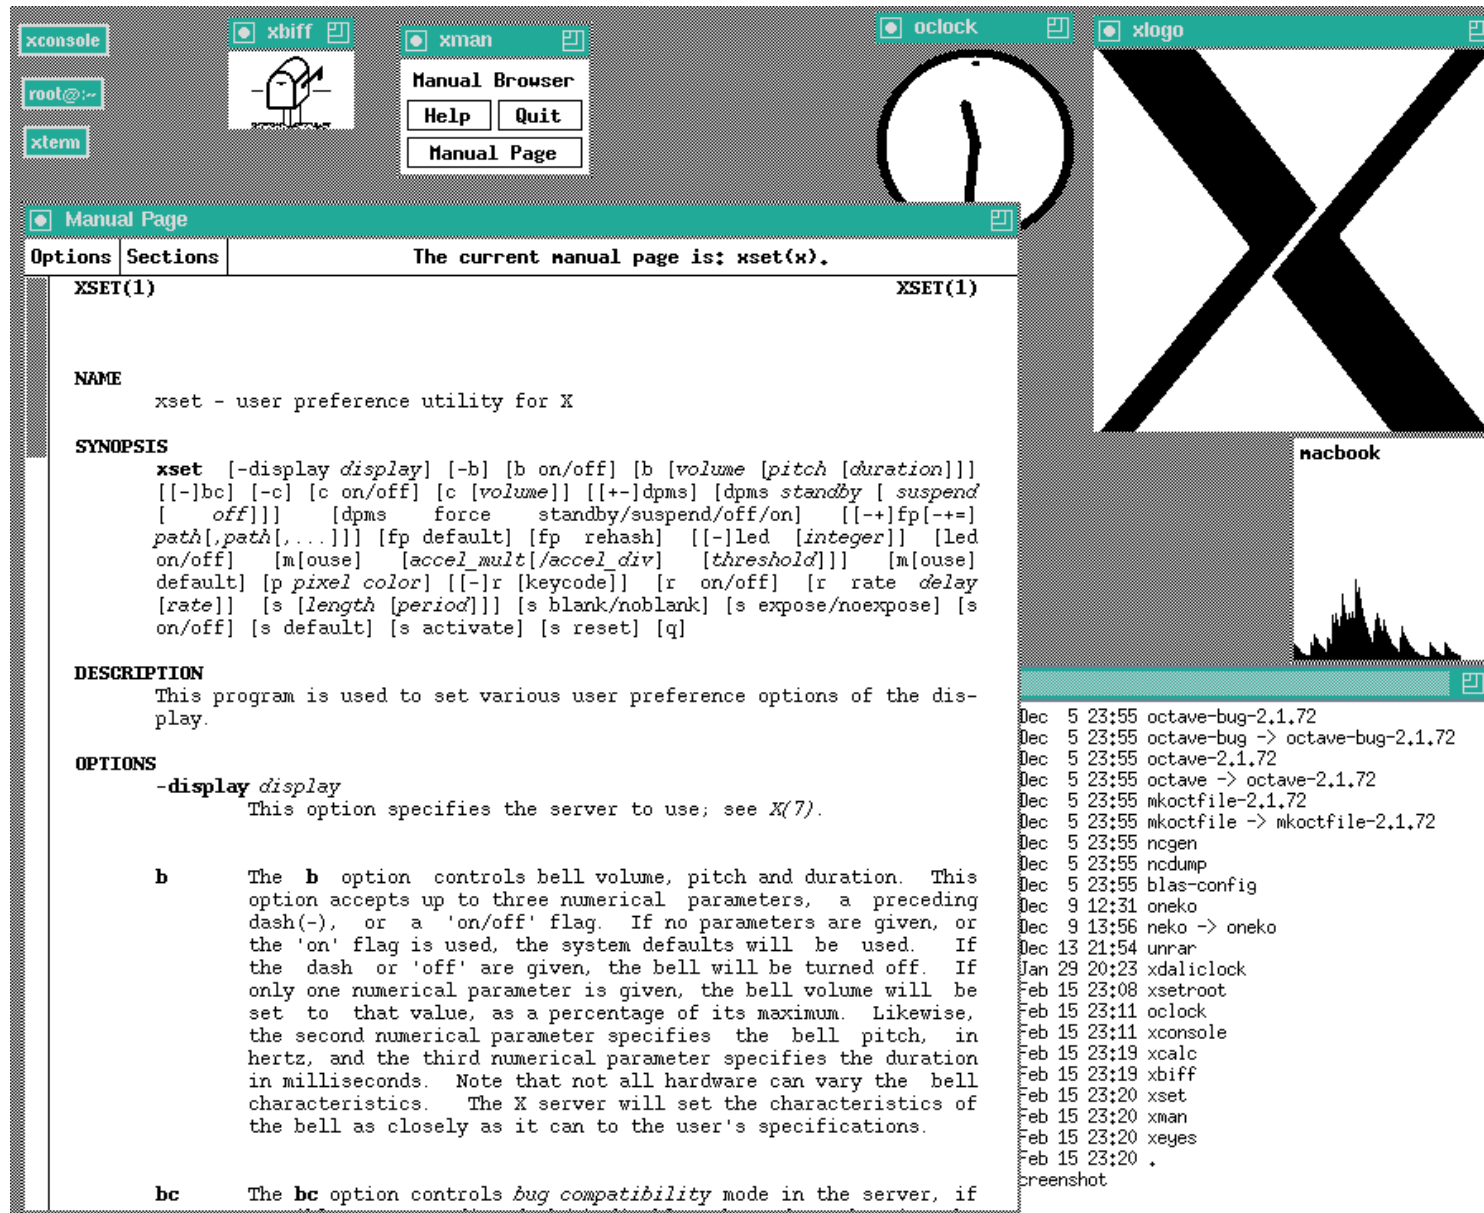 xconsole
root@:~
xterm
xbiff
xman
Manual Browser
Help Quit
Manual Page
oclock
xlogo
Manual Page
Options Sections The current manual page is: xset(x).
XSET(1) XSET(1)
NAME
xset - user preference utility for X
SYNOPSIS
xset [-display display] [-b] [b on/off] [b [volume [pitch [duration]]]
[[-]bc] [-c] [c on/off] [c [volume]] [[+-]dpms] [dpms standby [ suspend
[ off]]] [dpms force standby/suspend/off/on] [[-+]fp[-+=]
path[,path[,...]]] [fp default] [fp rehash] [[-]led [integer]] [led
on/off] [m[ouse] [accel_mult[/accel_div] [threshold]]] [m[ouse]
default] [p pixel color] [[-]r [keycode]] [r on/off] [r rate delay
[rate]] [s [length [period]]] [s blank/noblank] [s expose/noexpose] [s
on/off] [s default] [s activate] [s reset] [q]
DESCRIPTION
This program is used to set various user preference options of the dis-
play.
OPTIONS
-display display
This option specifies the server to use; see X(7).
b The b option controls bell volume, pitch and duration. This
option accepts up to three numerical parameters, a preceding
dash(-), or a 'on/off' flag. If no parameters are given, or
the 'on' flag is used, the system defaults will be used. If
the dash or 'off' are given, the bell will be turned off. If
only one numerical parameter is given, the bell volume will be
set to that value, as a percentage of its maximum. Likewise,
the second numerical parameter specifies the bell pitch, in
hertz, and the third numerical parameter specifies the duration
in milliseconds. Note that not all hardware can vary the bell
characteristics. The X server will set the characteristics of
the bell as closely as it can to the user's specifications.
bc The bc option controls bug compatibility mode in the server, if
macbook
Dec 5 23:55 octave-bug-2.1.72
Dec 5 23:55 octave-bug -> octave-bug-2.1.72
Dec 5 23:55 octave-2.1.72
Dec 5 23:55 octave -> octave-2.1.72
Dec 5 23:55 mkoctfile-2.1.72
Dec 5 23:55 mkoctfile -> mkoctfile-2.1.72
Dec 5 23:55 ncgen
Dec 5 23:55 ncdump
Dec 5 23:55 blas-config
Dec 9 12:31 oneko
Dec 9 13:56 neko -> oneko
Dec 13 21:54 unrar
Jan 29 20:23 xdaliclock
Feb 15 23:08 xsetroot
Feb 15 23:11 oclock
Feb 15 23:11 xconsole
Feb 15 23:19 xcalc
Feb 15 23:19 xbiff
Feb 15 23:20 xset
Feb 15 23:20 xman
Feb 15 23:20 xeyes
Feb 15 23:20 .
creenshot